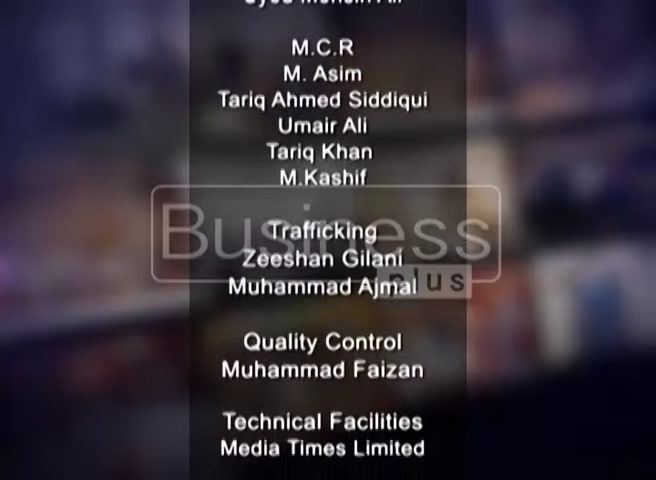 M.C.R
M. Asim
Tariq Ahmed Siddiqui
Umair Ali
Tariq Khan
M.Kashif
Business
plus
Trafficking
Zeeshan Gilani
Muhammad Ajmal
Quality Control
Muhammad Faizan
Technical Facilities
Media Times Limited